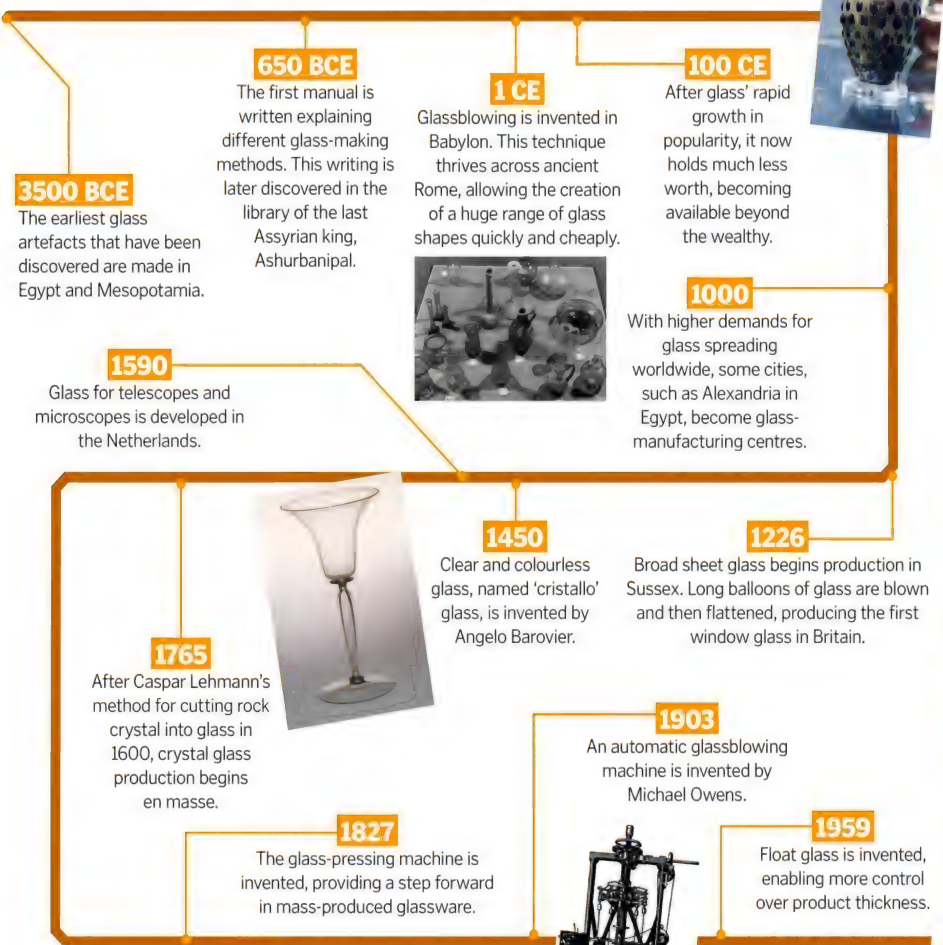 3500 BCE
The earliest glass
artefacts that have been
discovered are made in
Egypt and Mesopotamia.
650 BCE
The first manual is
written explaining
different glass-making
methods. This writing is
later discovered in the
library of the last
Assyrian king,
Ashurbanipal.
1 CE
Glassblowing is invented in
Babylon. This technique
thrives across ancient
Rome, allowing the creation
of a huge range of glass
shapes quickly and cheaply.
100 CE
After glass' rapid
growth in
popularity, it now
holds much less
worth, becoming
available beyond
the wealthy.
1000
With higher demands for
glass spreading
worldwide, some cities,
such as Alexandria in
Egypt, become glass-
manufacturing centres.
1226
Broad sheet glass begins production in
Sussex. Long balloons of glass are blown
and then flattened, producing the first
window glass in Britain.
1450
Clear and colourless
glass, named ‘cristallo’
glass, is invented by
Angelo Barovier.
1590
Glass for telescopes and
microscopes is developed in
the Netherlands.
1765
After Caspar Lehmann's
method for cutting rock
crystal into glass in
1600, crystal glass
production begins
en masse.
1827
The glass-pressing machine is
invented, providing a step forward
in mass-produced glassware.
1903
An automatic glassblowing
machine is invented by
Michael Owens.
1959
Float glass is invented,
enabling more control
over product thickness.